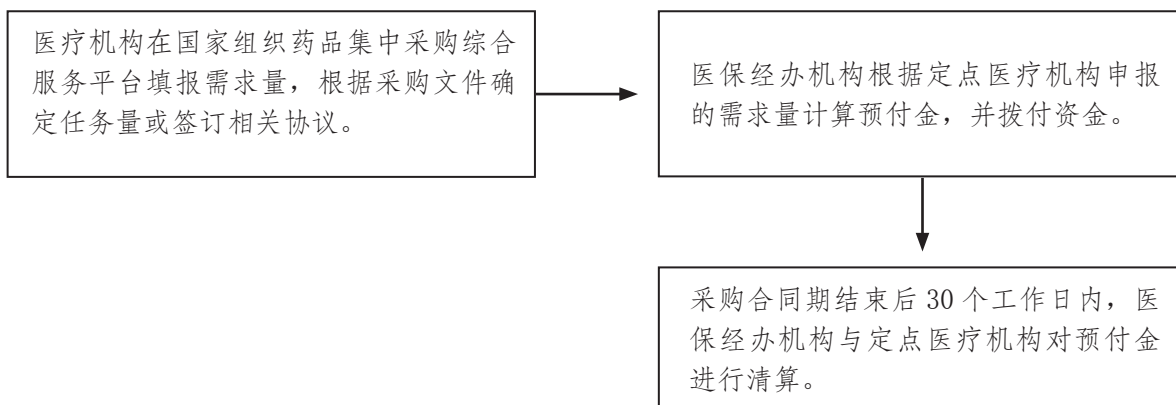 医疗机构在国家组织药品集中采购综合
服务平台填报需求量，根据采购文件确
定任务量或签订相关协议。
医保经办机构根据定点医疗机构申报
的需求量计算预付金，并拨付资金。
采购合同期结束后 30 个工作日内，医
保经办机构与定点医疗机构对预付金
进行清算。